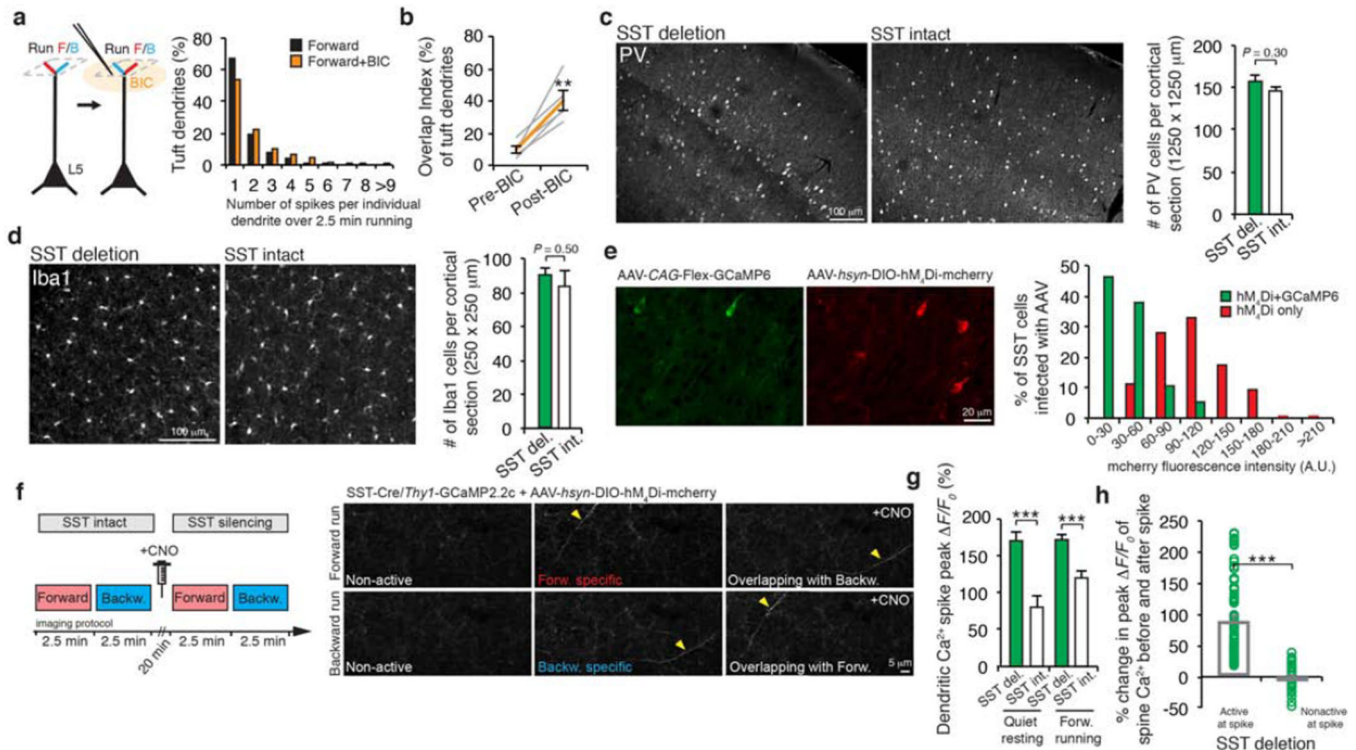 a
Run F/B
Run F/B
BIC
L5
Tuft dendrites (%)
80
60
40
20
0
Forward
Forward+BIC
1 2 3 4 5 6 7 8 >9
Number of spikes per individual
dendrite over 2.5 min running
b
Overlap Index (%)
of tuft dendrites
80
60
40
20
0
**
Pre-BIC
Post-BIC
c
SST deletion
SST intact
PV
100 µm
# of PV cells per cortical
section (1250 x 1250 µm)
200
150
100
50
0
P = 0.30
SST del.
SST int.
d
SST deletion
SST intact
Iba1
100 µm
# of Iba1 cells per cortical
section (250 x 250 µm)
100
80
60
40
20
0
P = 0.50
SST del.
SST int.
e
AAV-CAG-Flex-GCaMP6
AAV-hsyn-DIO-hM4Di-mcherry
20 µm
% of SST cells
infected with AAV
50
40
30
20
10
0
hM4Di+GCaMP6
hM4Di only
0-30
30-60
60-90
90-120
120-150
150-180
180-210
>210
mcherry fluorescence intensity (A.U.)
f
SST intact
SST silencing
+CNO
Forward
Backw.
Forward
Backw.
imaging protocol
2.5 min
2.5 min
20 min
2.5 min
2.5 min
SST-Cre/Thy1-GCaMP2.2c + AAV-hsyn-DIO-hM4Di-mcherry
Forward run
Non-active
Forw. specific
+CNO
Overlapping with Backw.
Backward run
Non-active
Backw. specific
+CNO
Overlapping with Forw.
5 µm
g
Dendritic Ca²⁺ spike peak ΔF/F₀ (%)
200
150
100
50
0
***
***
SST del.
SST int.
SST del.
SST int.
Quiet
resting
Forw.
running
h
% change in peak ΔF/F₀ of
spine Ca²⁺ before and after spike
250
200
150
100
50
0
-50
***
Active
at spike
Nonactive
at spike
SST deletion